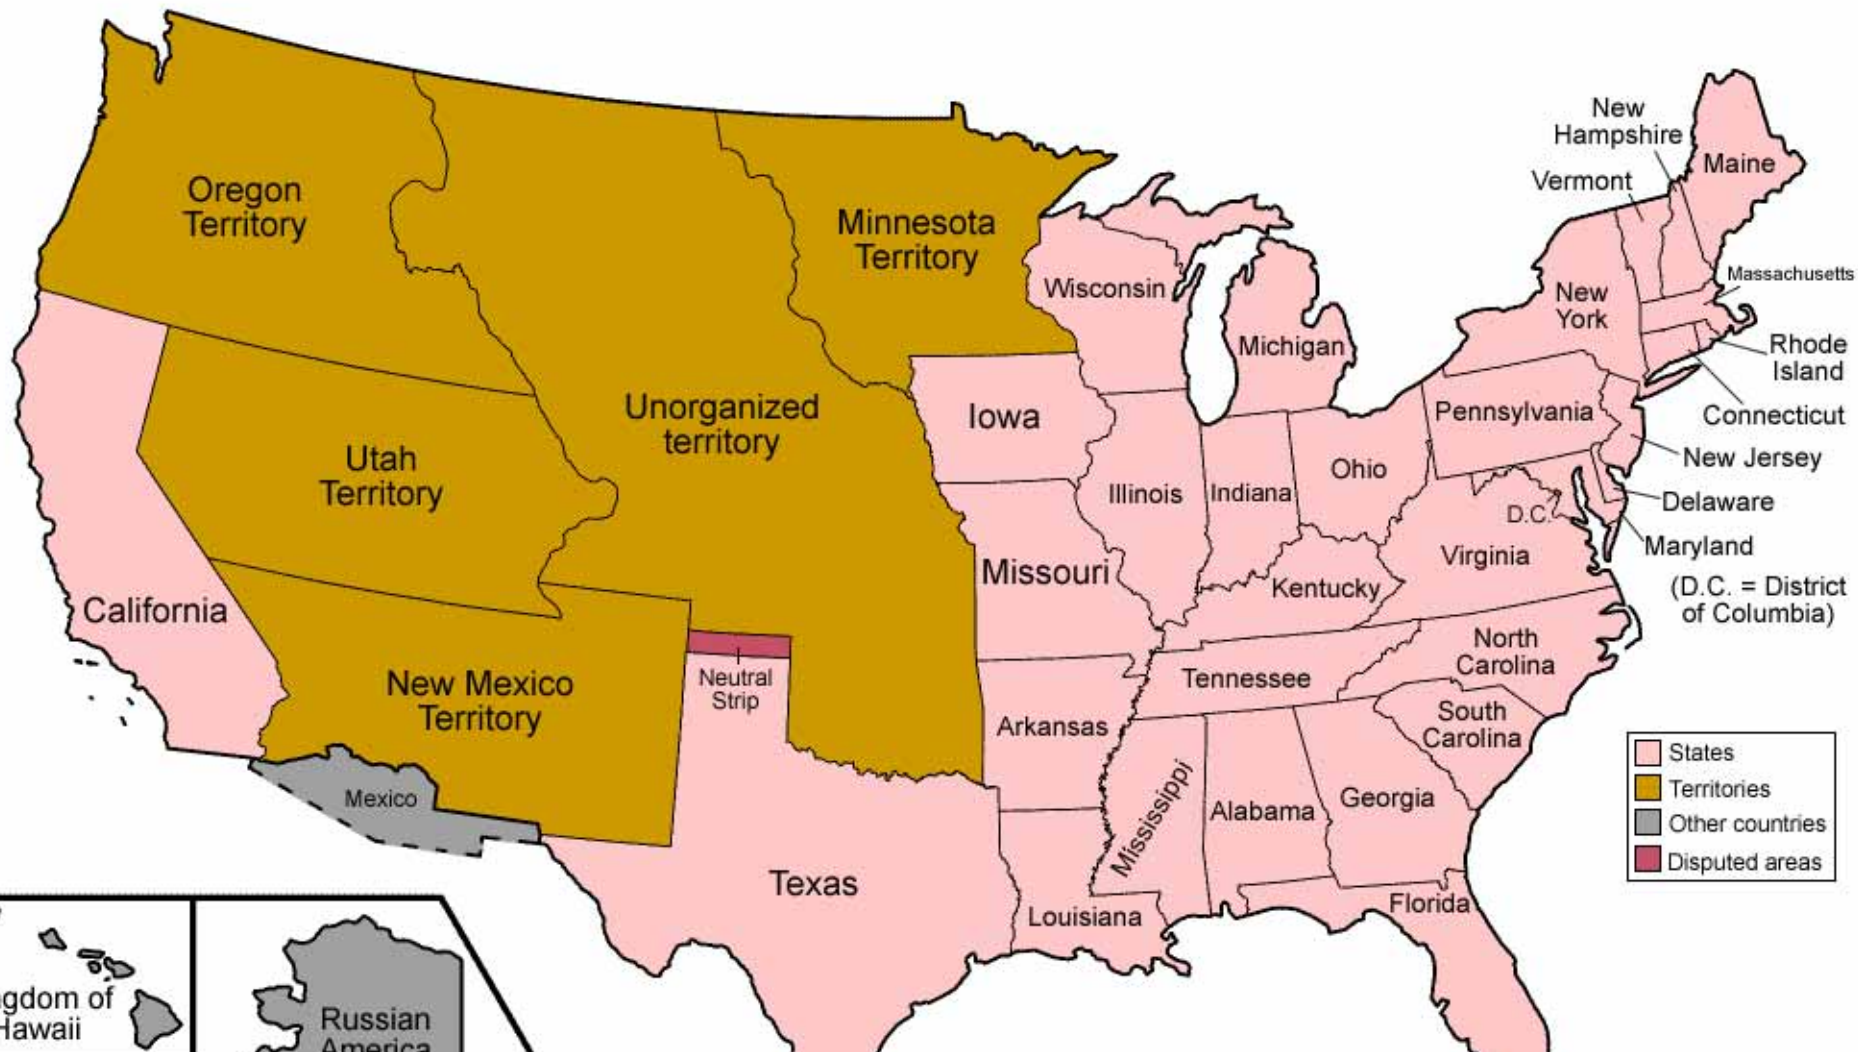 New
Hampshire
Maine
Vermont
Oregon
Territory
Minnesota
Territory
Massachusetts
Wisconsin
New
York
Michigan
Rhode
Island
Unorganized
territory
Iowa
Pennsylvania
Connecticut
Utah
Territory
Ohio
New Jersey
Illinois
Indiana
D.C.
Delaware
Virginia
Maryland
Missouri
Kentucky
(D.C. = District
of Columbia)
California
North
Carolina
Neutral
Strip
New Mexico
Territory
Tennessee
Arkansas
South
Carolina
States
Territories
Other countries
Disputed areas
Mexico
Mississippi
Alabama
Georgia
Texas
Louisiana
Florida
ngdom of
Hawaii
Russian
America